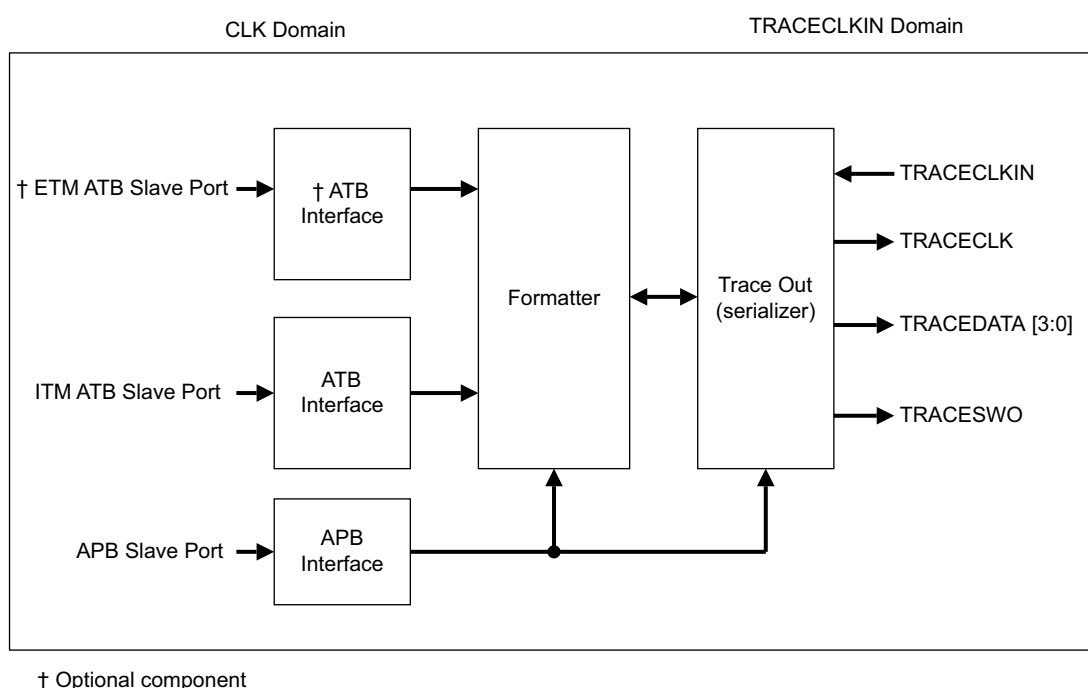 CLK Domain
TRACECLKIN Domain
† ETM ATB Slave Port
† ATB
Interface
Formatter
Trace Out
(serializer)
TRACECLKIN
TRACECLK
TRACEDATA [3:0]
TRACESWO
ITM ATB Slave Port
ATB
Interface
APB Slave Port
APB
Interface
† Optional component